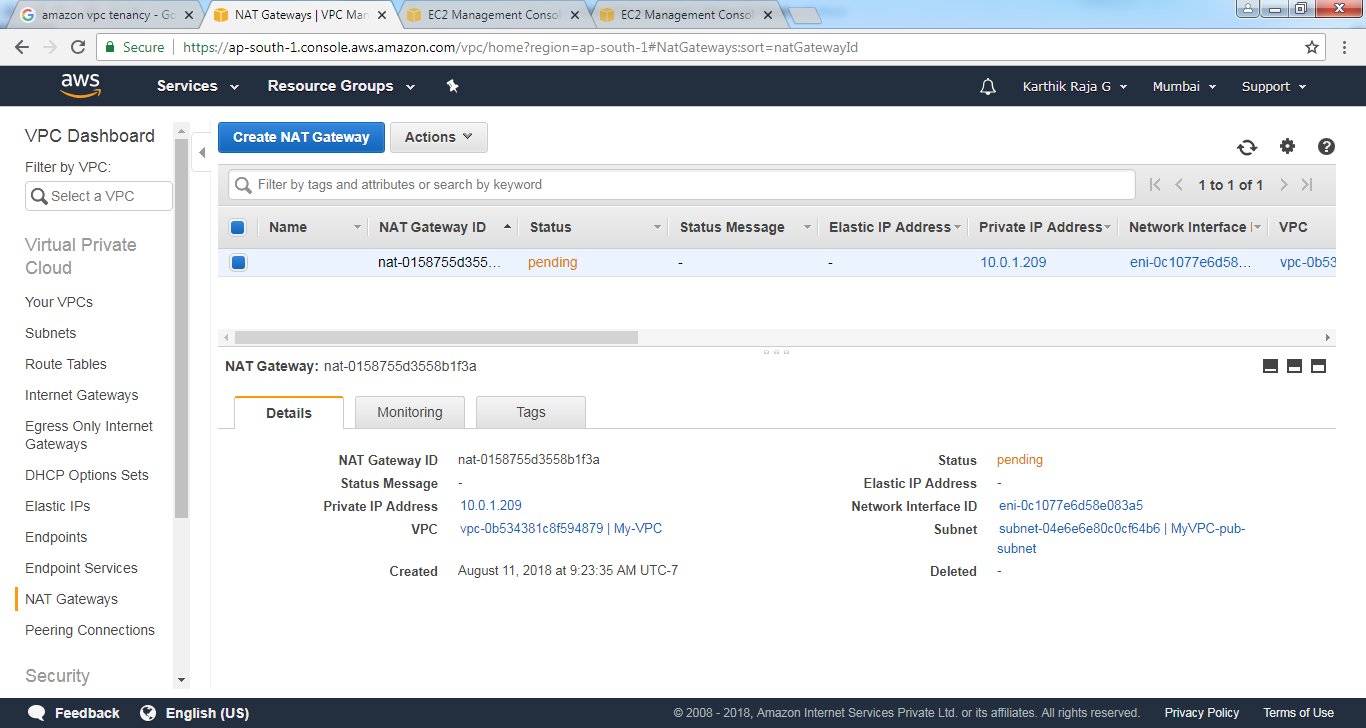 amazon vpc tenancy - Go
NAT Gateways | VPC Man
EC2 Management Consol
EC2 Management Consol
Secure
https://ap-south-1.console.aws.amazon.com/vpc/home?region=ap-south-1#NatGateways:sort=natGatewayId
aws
Services
Resource Groups
Karthik Raja G
Mumbai
Support
VPC Dashboard
Filter by VPC:
Select a VPC
Virtual Private
Cloud
Your VPCs
Subnets
Route Tables
Internet Gateways
Egress Only Internet
Gateways
DHCP Options Sets
Elastic IPs
Endpoints
Endpoint Services
NAT Gateways
Peering Connections
Security
Create NAT Gateway
Actions
Filter by tags and attributes or search by keyword
1 to 1 of 1
Name NAT Gateway ID Status Status Message Elastic IP Address Private IP Address Network Interface I VPC
nat-0158755d355... pending - - 10.0.1.209 eni-0c1077e6d58... vpc-0b53
NAT Gateway: nat-0158755d3558b1f3a
Details
Monitoring
Tags
NAT Gateway ID nat-0158755d3558b1f3a Status pending
Status Message - Elastic IP Address -
Private IP Address 10.0.1.209 Network Interface ID eni-0c1077e6d58e083a5
VPC vpc-0b534381c8f594879 | My-VPC Subnet subnet-04e6e6e80c0cf64b6 | MyVPC-pub-
subnet
Created August 11, 2018 at 9:23:35 AM UTC-7 Deleted -
Feedback
English (US)
© 2008 - 2018, Amazon Internet Services Private Ltd. or its affiliates. All rights reserved.
Privacy Policy
Terms of Use